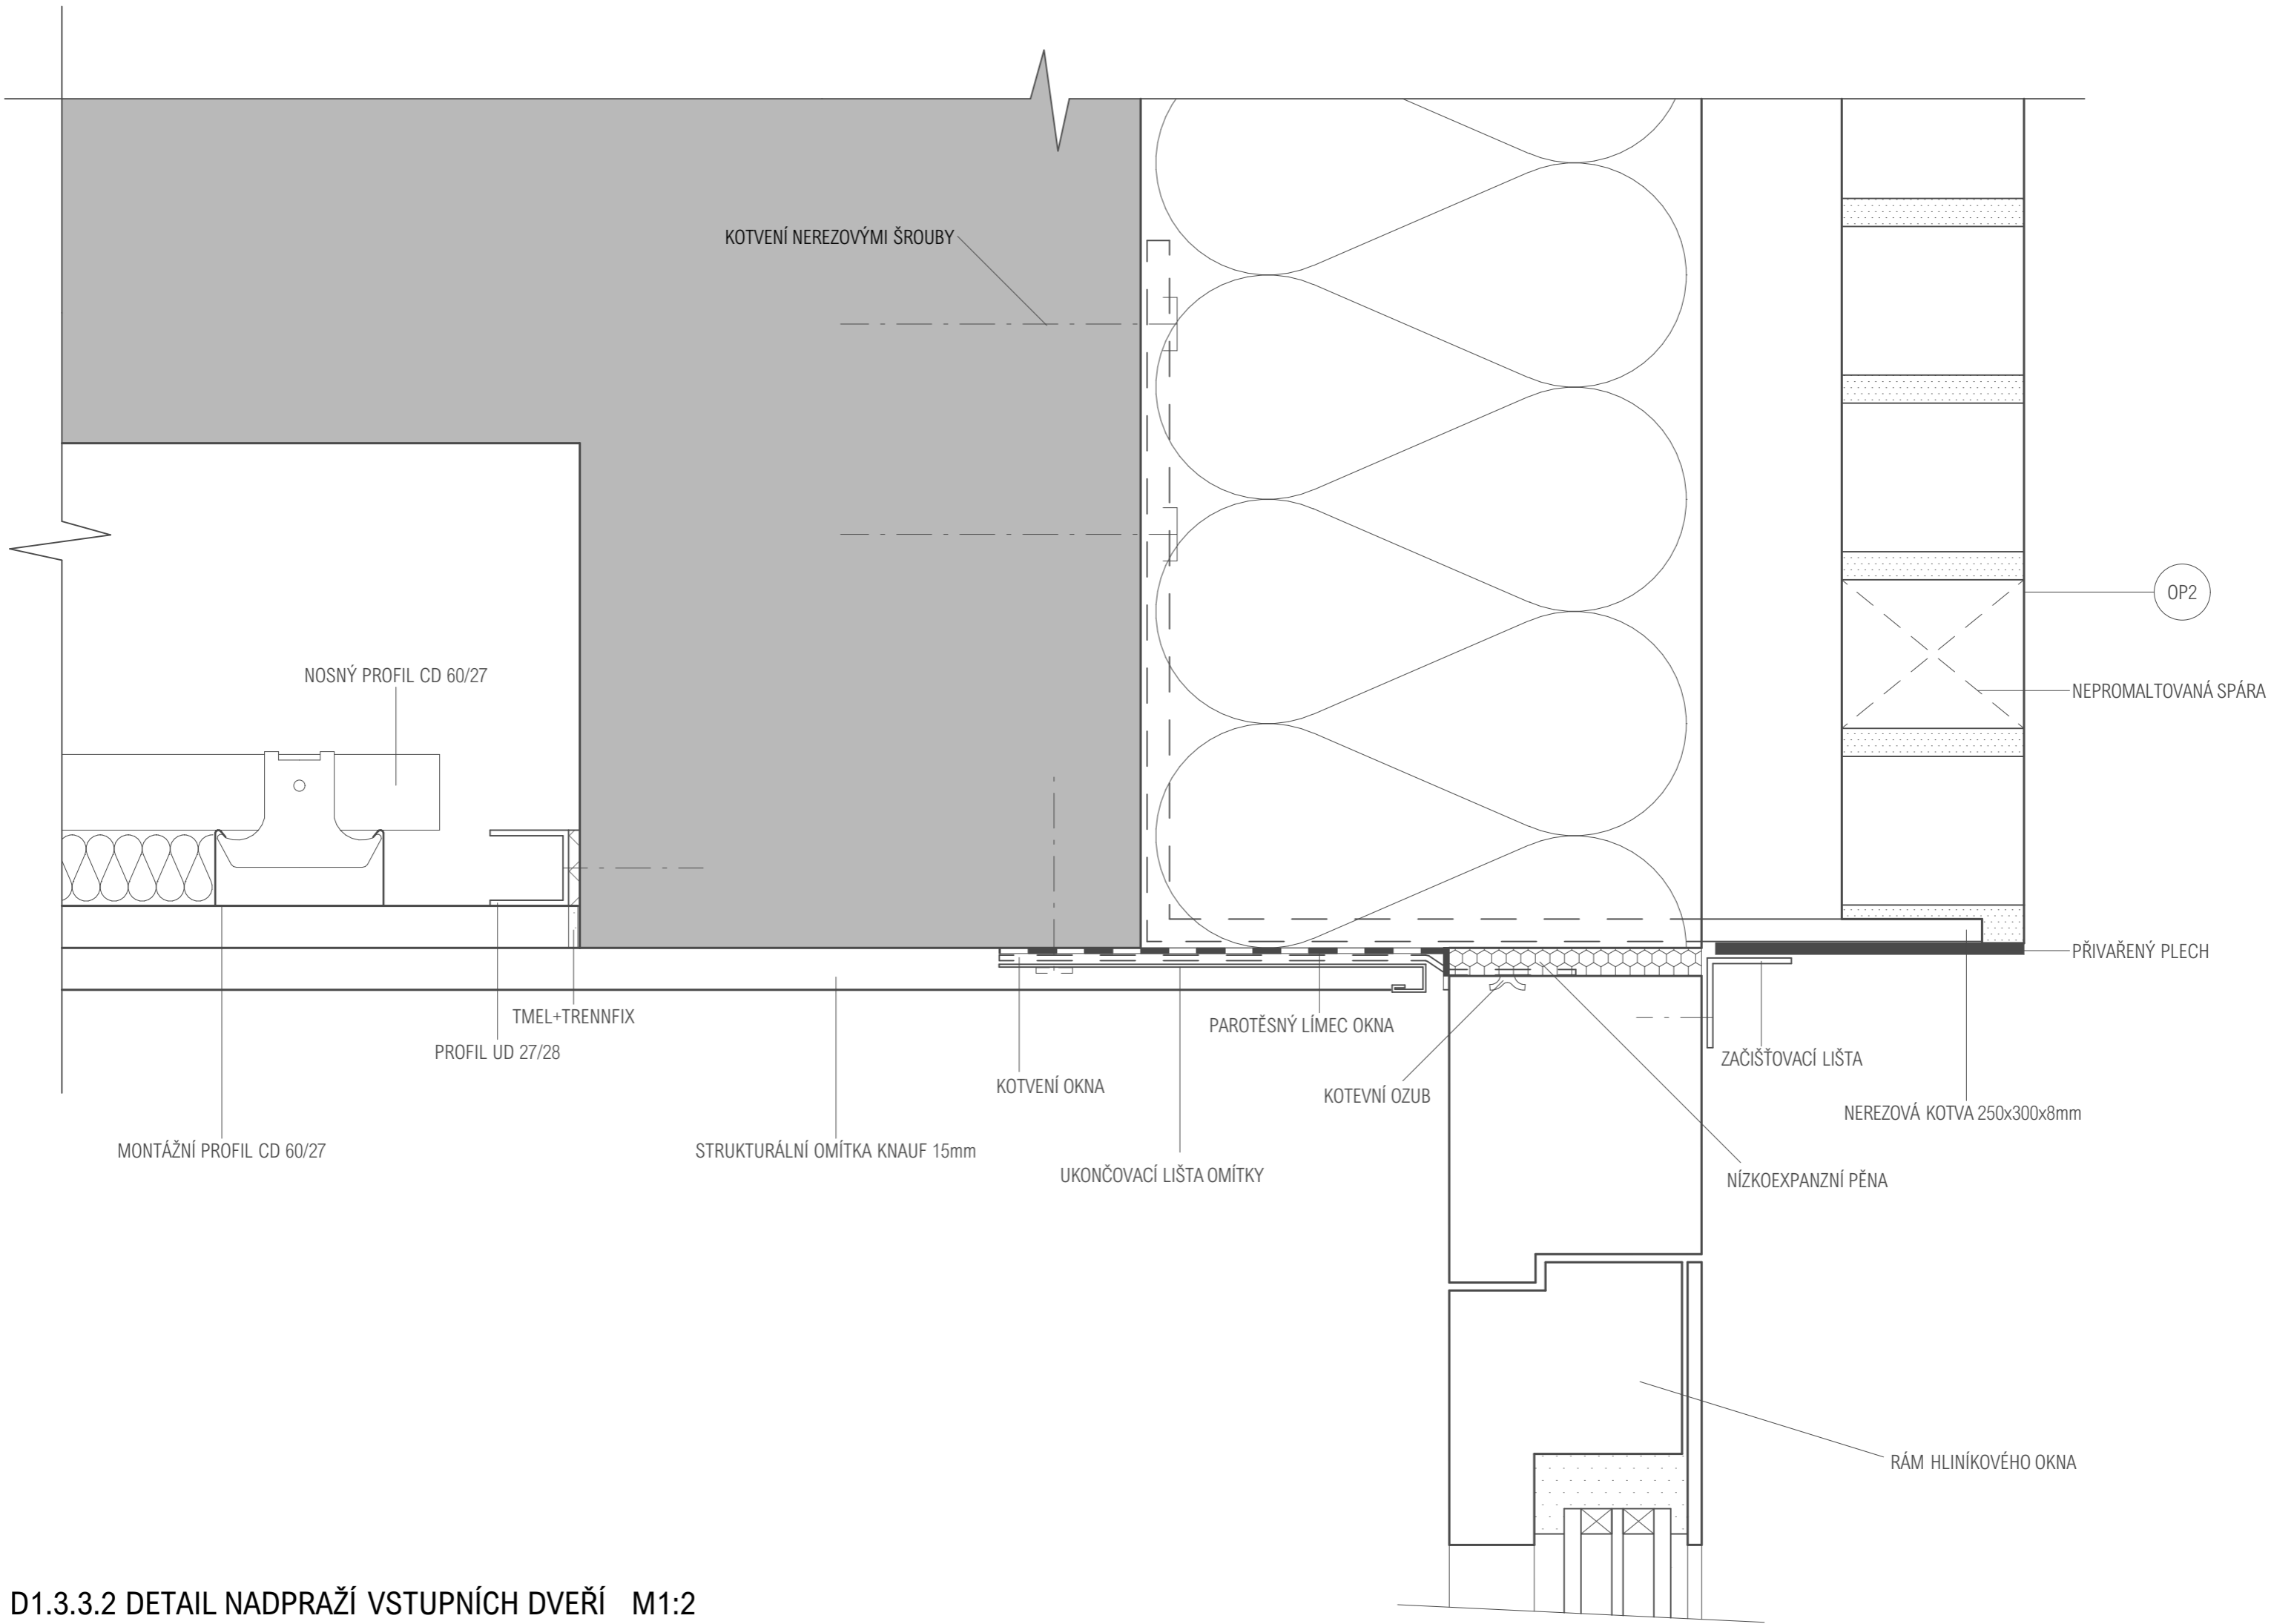 KOTVENÍ NEREZOVÝMI ŠROUBY
OP2
NOSNÝ PROFIL CD 60/27
NEPROMALTOVANÁ SPÁRA
PŘIVAŘENÝ PLECH
TMEL+TRENNFIX
PAROTĚSNÝ LÍMEC OKNA
PROFIL UD 27/28
ZAČIŠŤOVACÍ LIŠTA
KOTVENÍ OKNA
KOTEVNÍ OZUB
NEREZOVÁ KOTVA 250x300x8mm
MONTÁŽNÍ PROFIL CD 60/27
STRUKTURÁLNÍ OMÍTKA KNAUF 15mm
UKONČOVACÍ LIŠTA OMÍTKY
NÍZKOEXPANZNÍ PĚNA
RÁM HLINÍKOVÉHO OKNA
D1.3.3.2 DETAIL NADPRAŽÍ VSTUPNÍCH DVEŘÍ M1:2